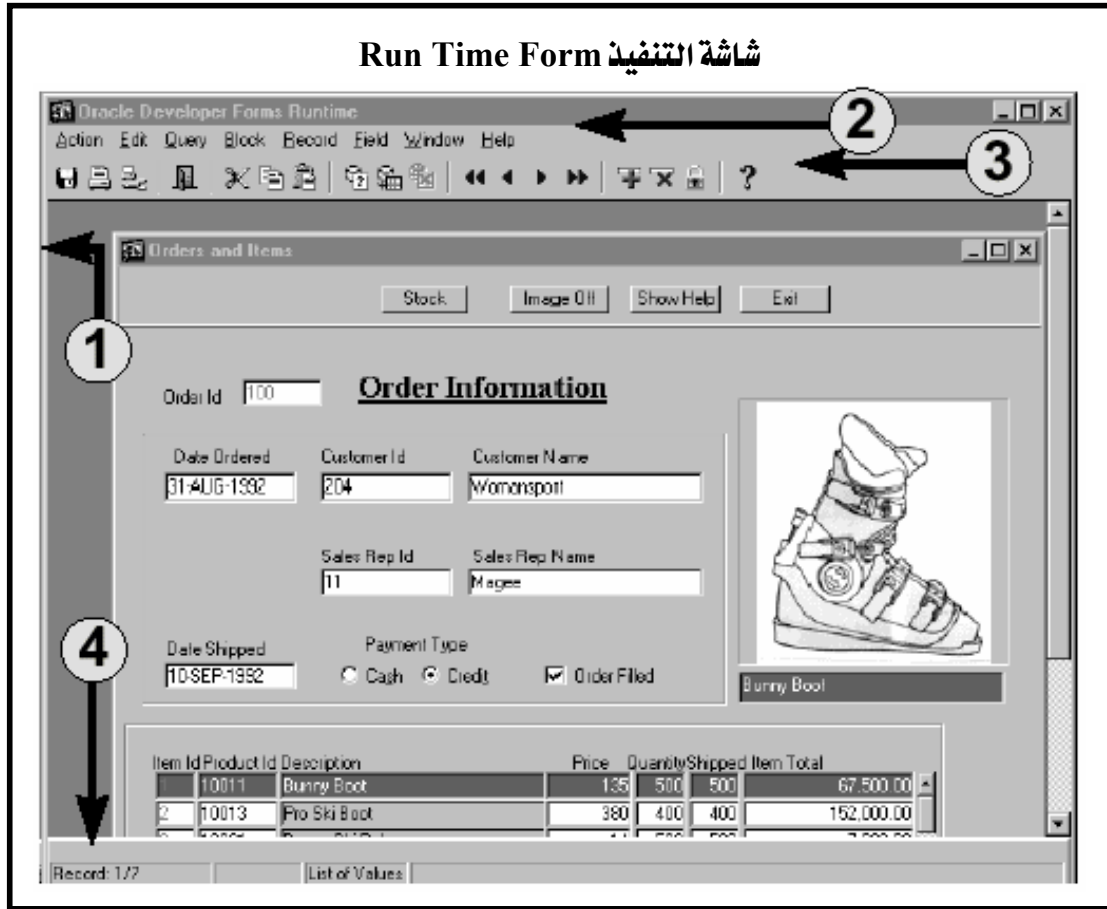 شاشة التنفيذ Run Time Form
Oracle Developer Forms Runtime
Action Edit Query Block Record Field Window Help
2
3
1
Orders and Items
Stock Image Off Show Help Exit
Order Id 100 Order Information
Date Ordered Customer Id Customer Name
31-AUG-1992 204 Womansport
Sales Rep Id Sales Rep Name
11 Magee
4
Date Shipped Payment Type
10-SEP-1992 Cash Credit Order Filled
Bunny Boot
Item Id Product Id Description Price Quantity Shipped Item Total
1 10011 Bunny Boot 135 500 500 67,500.00
2 10013 Pro Ski Boot 380 400 400 152,000.00
Record: 1/7 List of Values